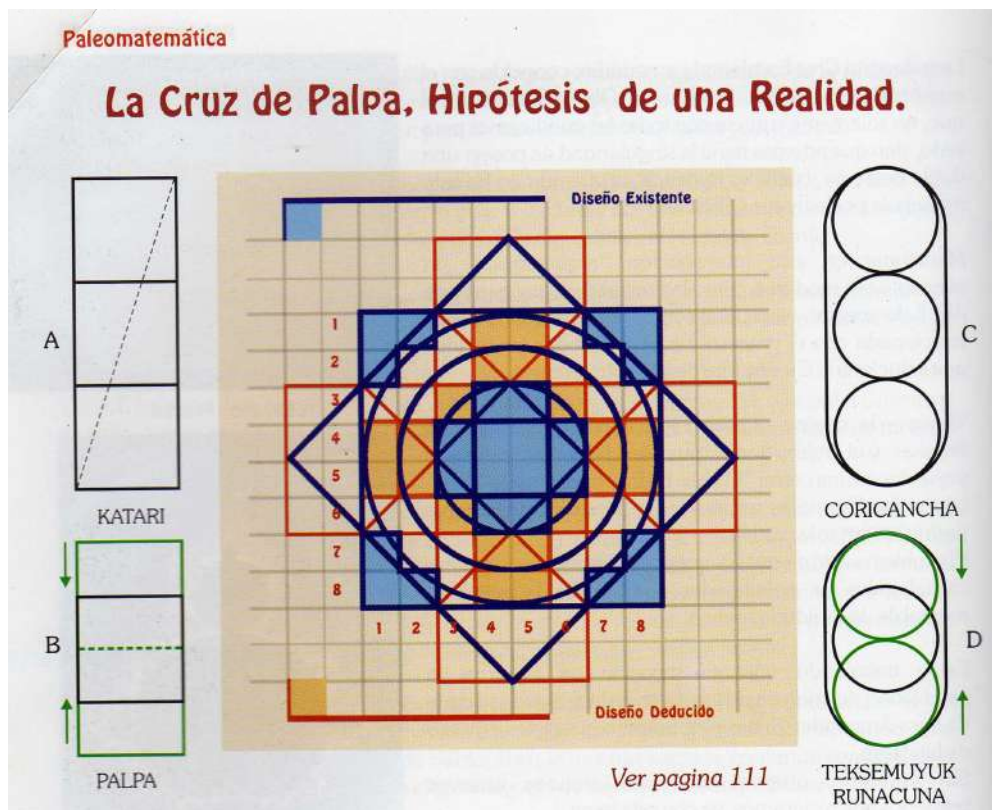 Paleomatemática
La Cruz de Palpa, Hipótesis de una Realidad.
Diseño Existente
A
KATARI
B
PALPA
1
2
3
4
5
6
7
8
1 2 3 4 5 6 7 8
Diseño Deducido
Ver pagina 111
C
CORICANCHA
D
TEKSEMUYUK
RUNACUNA